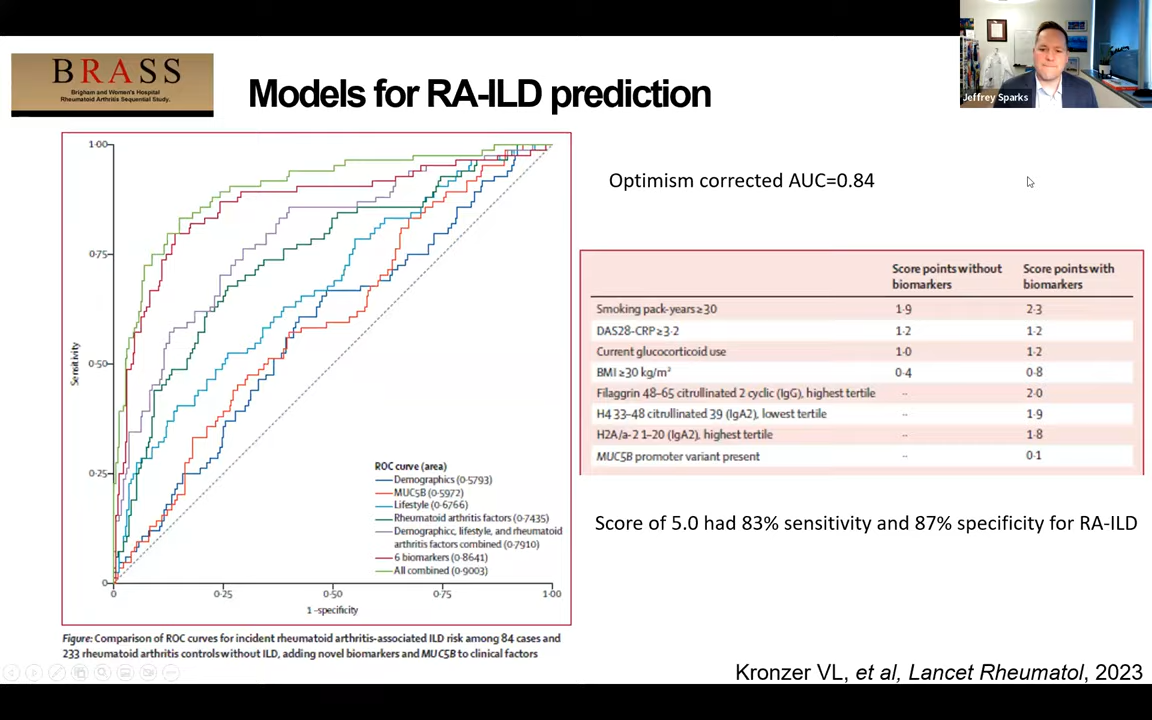 BRASS
Brigham and Women's Hospital
Rheumatoid Arthritis Sequential Study.
Models for RA-ILD prediction
Jeffrey Sparks
1·00
0·75
0·50
0·25
0
Sensitivity
0
0·25
0·50
0·75
1·00
1-specificity
ROC curve (area)
Demographics (0·5793)
MUC5B (0·5972)
Lifestyle (0·6766)
Rheumatoid arthritis factors (0·7435)
Demographicc, lifestyle, and rheumatoid
arthritis factors combined (0·7910)
6 biomarkers (0·8641)
All combined (0·9003)
Figure: Comparison of ROC curves for incident rheumatoid arthritis-associated ILD risk among 84 cases and
233 rheumatoid arthritis controls without ILD, adding novel biomarkers and MUC5B to clinical factors
Optimism corrected AUC=0.84
Score points without biomarkers Score points with biomarkers
Smoking pack-years ≥30 1·9 2·3
DAS28-CRP ≥3·2 1·2 1·2
Current glucocorticoid use 1·0 1·2
BMI ≥30 kg/m² 0·4 0·8
Filaggrin 48–65 citrullinated 2 cyclic (IgG), highest tertile ·· 2·0
H4 33–48 citrullinated 39 (IgA2), lowest tertile ·· 1·9
H2A/a-2 1–20 (IgA2), highest tertile ·· 1·8
MUC5B promoter variant present ·· 0·1
Score of 5.0 had 83% sensitivity and 87% specificity for RA-ILD
Kronzer VL, et al, Lancet Rheumatol, 2023